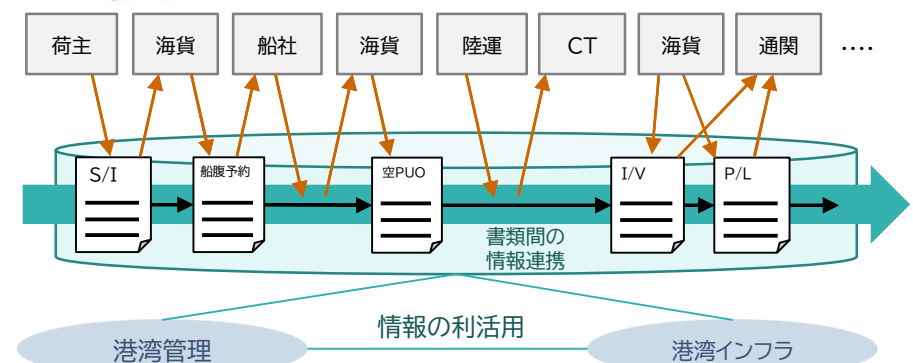 荷主
海貨
船社
海貨
陸運
CT
海貨
通関
....
S/I
船腹予約
空PUO
I/V
P/L
書類間の
情報連携
情報の利活用
港湾管理
港湾インフラ